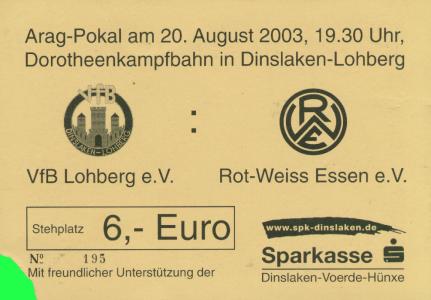 Arag-Pokal am 20. August 2003, 19.30 Uhr,
Dorotheenkampfbahn in Dinslaken-Lohberg
VfB
DINSLAKEN-LOHBERG
:
RWE
VfB Lohberg e.V.
Rot-Weiss Essen e.V.
Stehplatz 6,- Euro
www.spk-dinslaken.de
Sparkasse
Nº 195
Mit freundlicher Unterstützung der
Dinslaken-Voerde-Hünxe